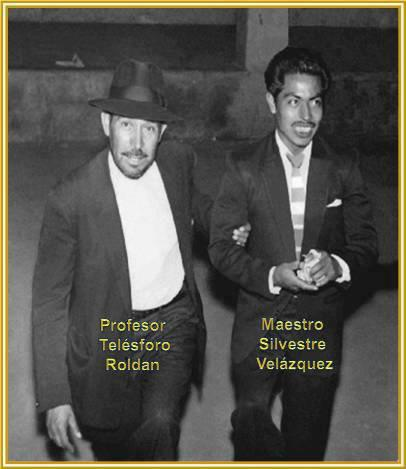 Profesor
Telésforo
Roldan
Maestro
Silvestre
Velázquez